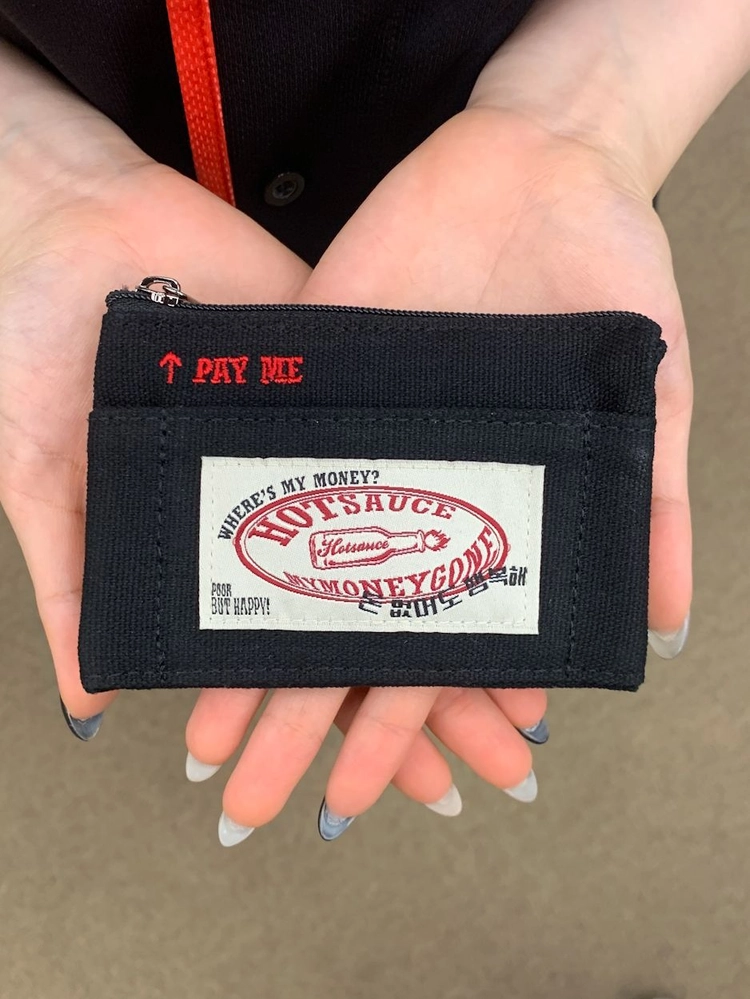 ↑ PAY ME
WHERE'S MY MONEY?
HOTSAUCE
Hotsauce
MYMONEYGONE
돈 없어도 행복해
POOR
BUT HAPPY!